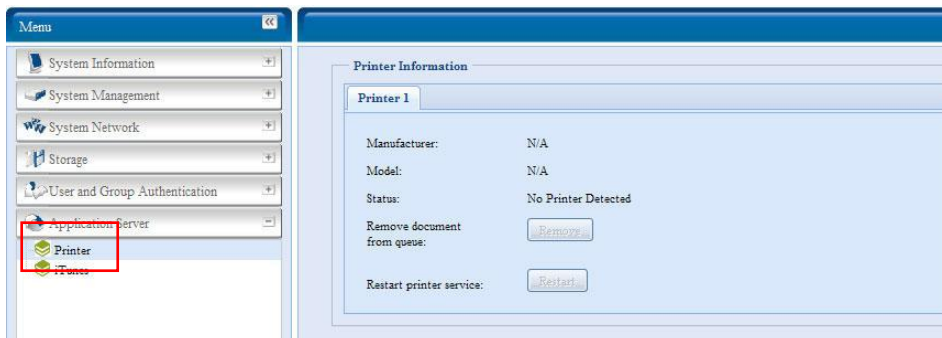 Menu
System Information
System Management
System Network
Storage
User and Group Authentication
Application Server
Printer
iTunes
Printer Information
Printer 1
Manufacturer: N/A
Model: N/A
Status: No Printer Detected
Remove document
from queue: Remove...
Restart printer service: Restart...